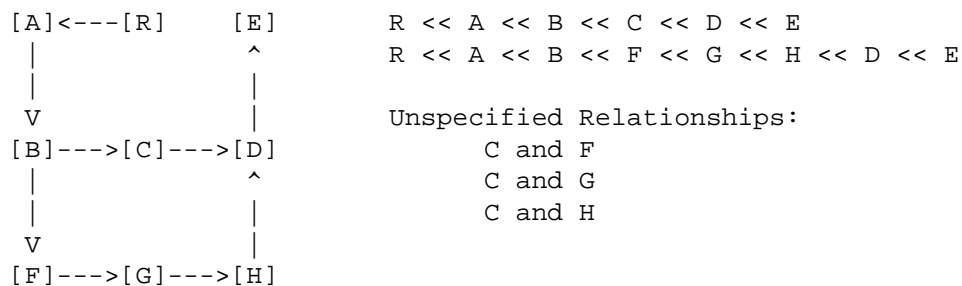 [A]<---[R]    [E]       R << A << B << C << D << E
 |             ^        R << A << B << F << G << H << D << E
 |             |
 V             |        Unspecified Relationships:
[B]--->[C]--->[D]             C and F
 |             ^              C and G
 |             |              C and H
 V             |
[F]--->[G]--->[H]